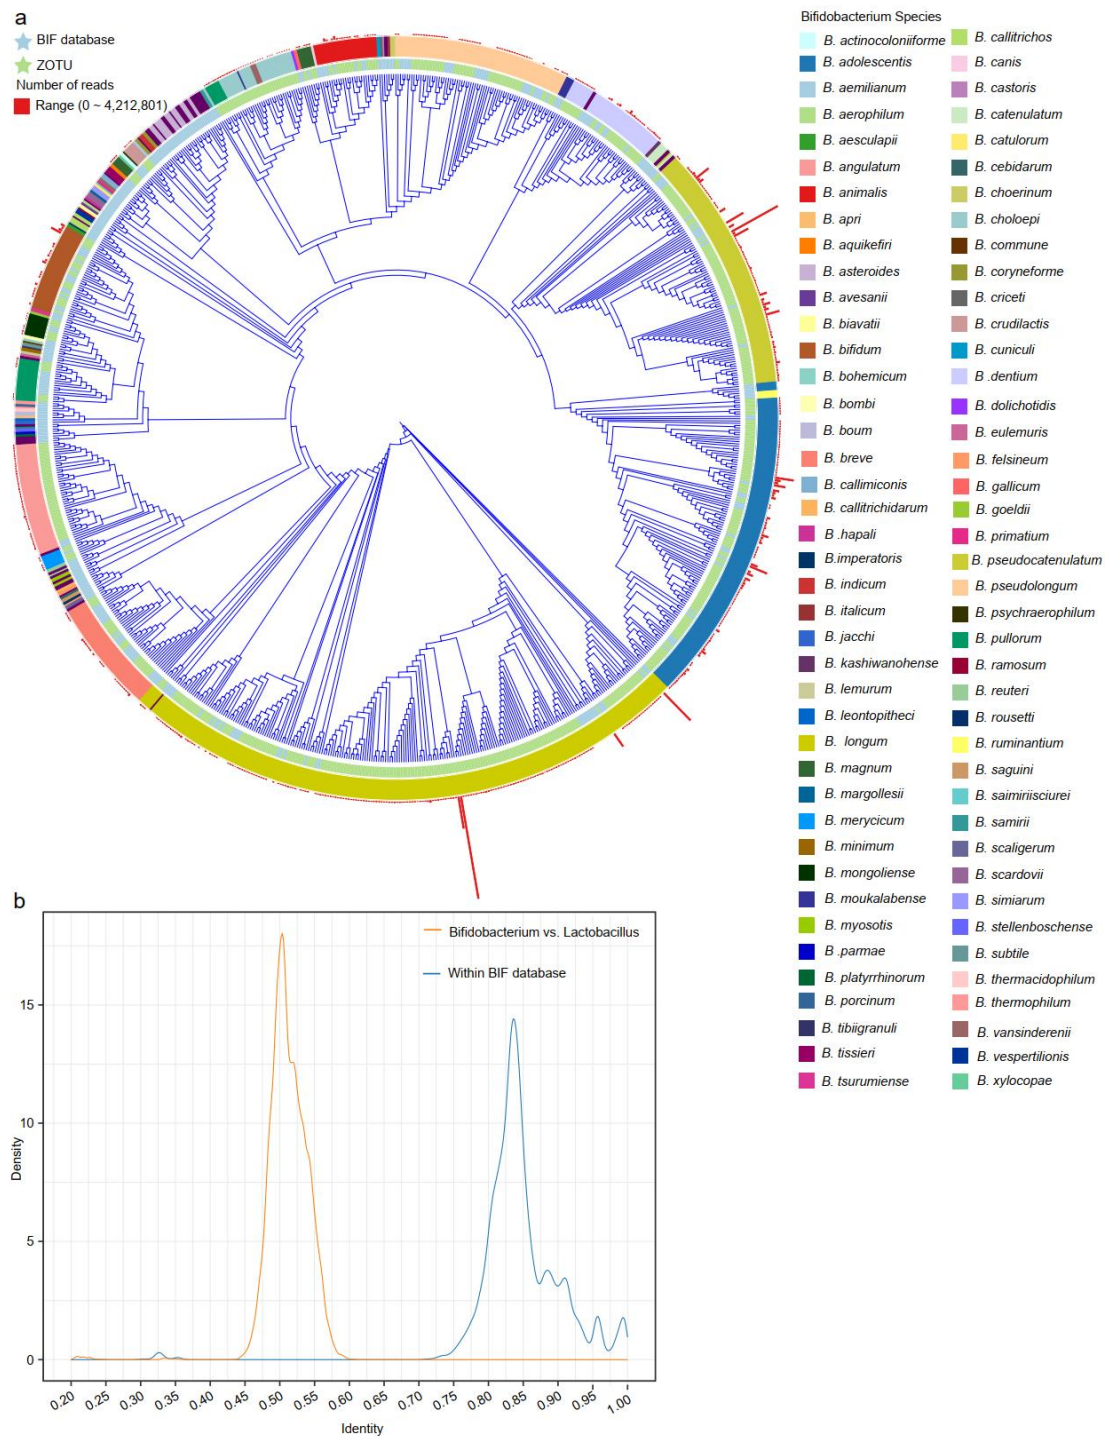 a
BIF database
ZOTU
Number of reads
Range (0 ~ 4,212,801)
Bifidobacterium Species
B. actinocoloniiforme
B. adolescentis
B. aemilianum
B. aerophilum
B. aesculapii
B. angulatum
B. animalis
B. apri
B. aquikefiri
B. asteroides
B. avesanii
B. biavatii
B. bifidum
B. bohemicum
B. bombi
B. boum
B. breve
B. callimiconis
B. callitrichidarum
B .hapali
B.imperatoris
B. indicum
B. italicum
B. jacchi
B. kashiwanohense
B. lemurum
B. leontopitheci
B. longum
B. magnum
B. margollesii
B. merycicum
B. minimum
B. mongoliense
B. moukalabense
B. myosotis
B .parmae
B. platyrrhinorum
B. porcinum
B. tibiigranuli
B. tissieri
B. tsurumiense
B. callitrichos
B. canis
B. castoris
B. catenulatum
B. catulorum
B. cebidarum
B. choerinum
B. choloepi
B. commune
B. coryneforme
B. criceti
B. crudilactis
B. cuniculi
B .dentium
B. dolichotidis
B. eulemuris
B. felsineum
B. gallicum
B. goeldii
B. primatium
B. pseudocatenulatum
B. pseudolongum
B. psychraerophilum
B. pullorum
B. ramosum
B. reuteri
B. rousetti
B. ruminantium
B. saguini
B. saimiriisciurei
B. samirii
B. scaligerum
B. scardovii
B. simiarum
B. stellenboschense
B. subtile
B. thermacidophilum
B. thermophilum
B. vansinderenii
B. vespertilionis
B. xylocopae
b
Bifidobacterium vs. Lactobacillus
Within BIF database
Density
15
10
5
0
0.20 0.25 0.30 0.35 0.40 0.45 0.50 0.55 0.60 0.65 0.70 0.75 0.80 0.85 0.90 0.95 1.00
Identity